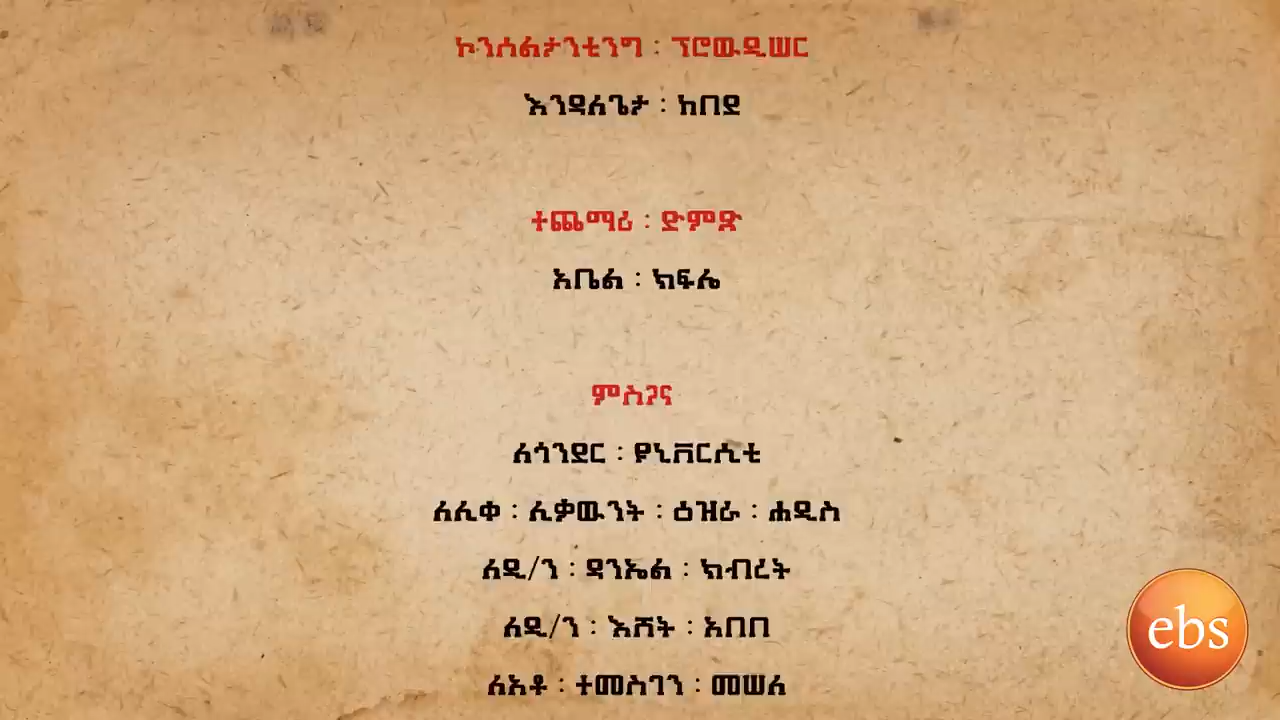 ኮንሰልታንቲንግ : ፕሮውዲሠር
እንዳለጌታ : ከበደ
ተጨማሪ : ድምጽ
አቤል : ክፍሌ
ምስጋና
ለጎንደር : ዩኒቨርሲቲ
ለሊቀ : ሊቃዉንት : ዕዝራ : ሐዲስ
ለዲ/ን : ዳንኤል : ክብረት
ለዲ/ን : እሸት : አበበ
ለአቶ : ተመስገን : መሠለ
ebs